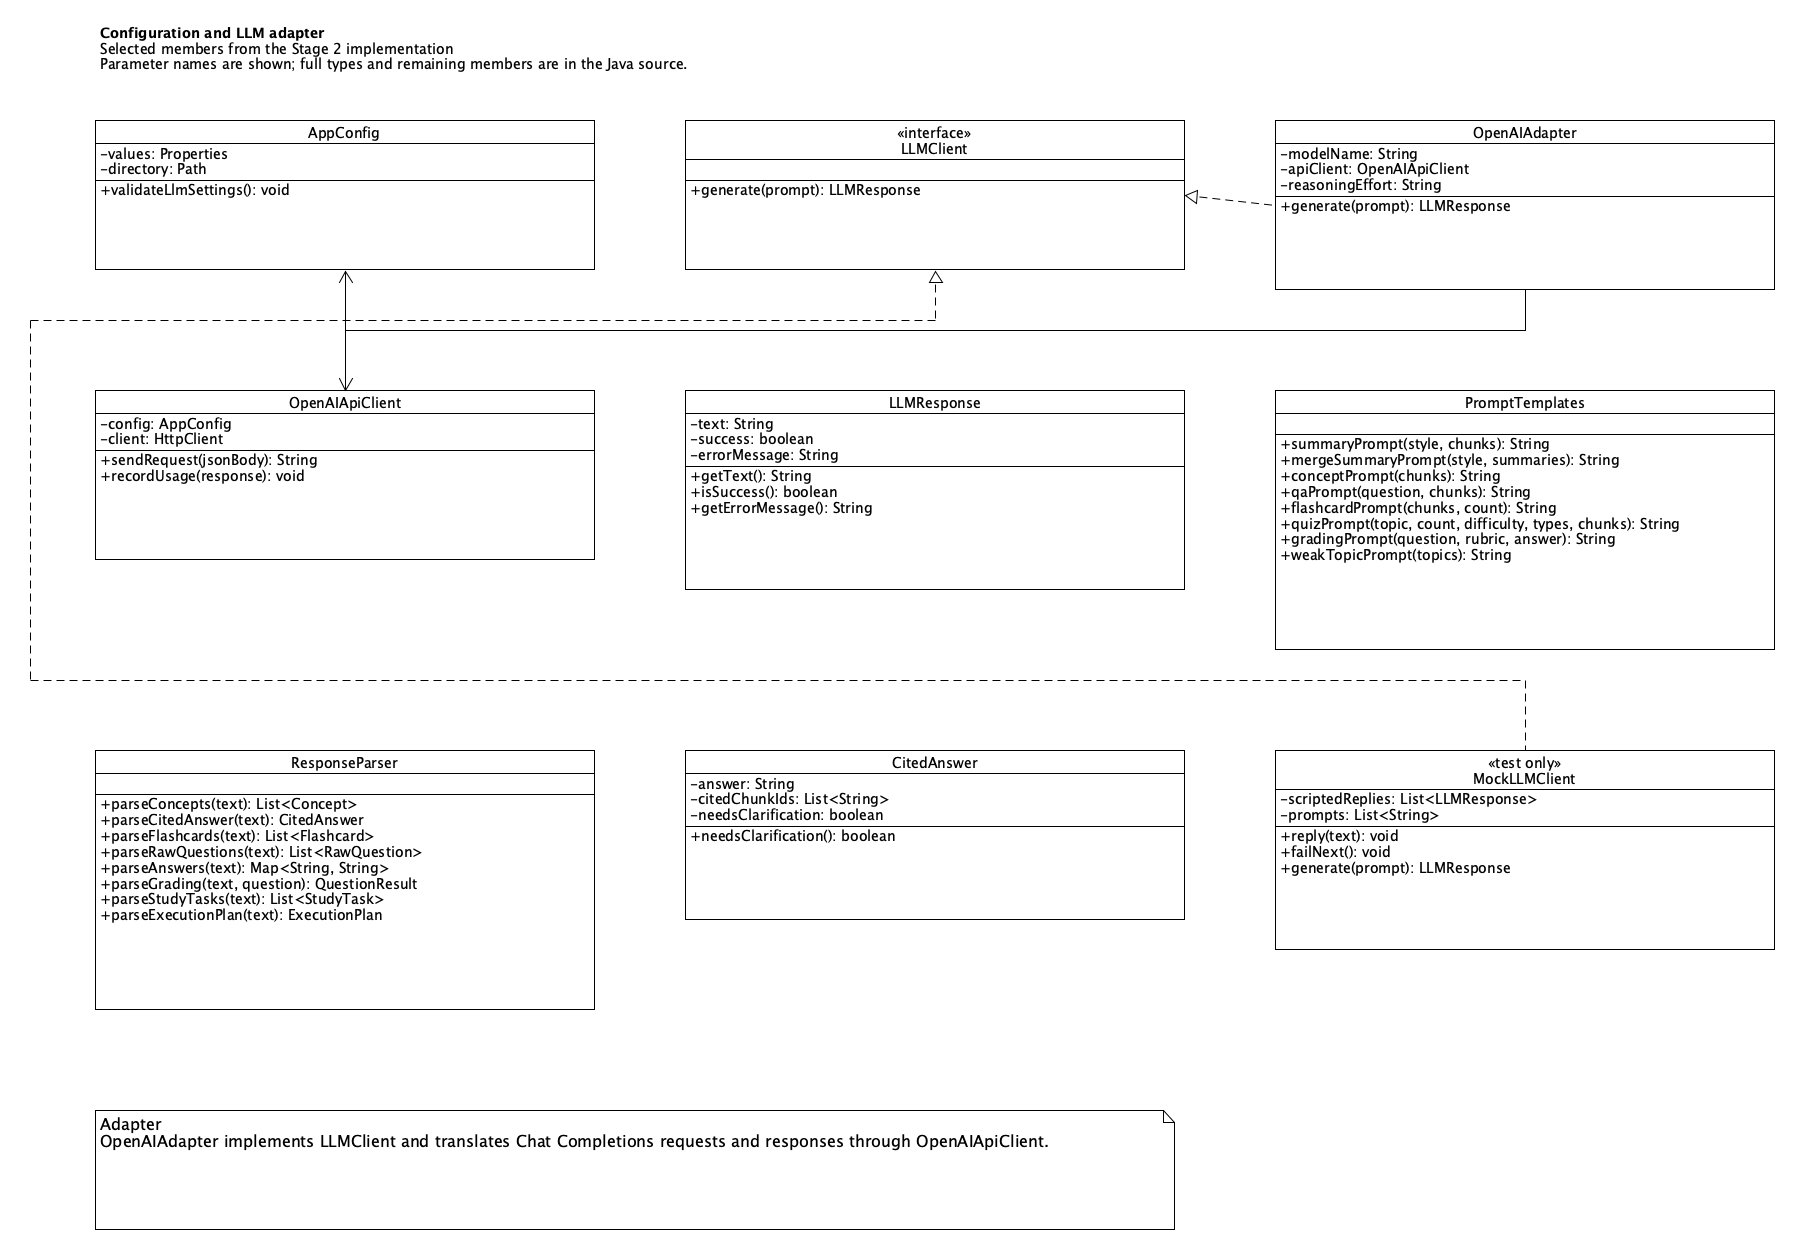 Configuration and LLM adapter
Selected members from the Stage 2 implementation
Parameter names are shown; full types and remaining members are in the Java source.
AppConfig
-values: Properties
-directory: Path
+validateLlmSettings(): void
«interface»
LLMClient
+generate(prompt): LLMResponse
OpenAIAdapter
-modelName: String
-apiClient: OpenAIApiClient
-reasoningEffort: String
+generate(prompt): LLMResponse
OpenAIApiClient
-config: AppConfig
-client: HttpClient
+sendRequest(jsonBody): String
+recordUsage(response): void
LLMResponse
-text: String
-success: boolean
-errorMessage: String
+getText(): String
+isSuccess(): boolean
+getErrorMessage(): String
PromptTemplates
+summaryPrompt(style, chunks): String
+mergeSummaryPrompt(style, summaries): String
+conceptPrompt(chunks): String
+qaPrompt(question, chunks): String
+flashcardPrompt(chunks, count): String
+quizPrompt(topic, count, difficulty, types, chunks): String
+gradingPrompt(question, rubric, answer): String
+weakTopicPrompt(topics): String
ResponseParser
+parseConcepts(text): List<Concept>
+parseCitedAnswer(text): CitedAnswer
+parseFlashcards(text): List<Flashcard>
+parseRawQuestions(text): List<RawQuestion>
+parseAnswers(text): Map<String, String>
+parseGrading(text, question): QuestionResult
+parseStudyTasks(text): List<StudyTask>
+parseExecutionPlan(text): ExecutionPlan
CitedAnswer
-answer: String
-citedChunkIds: List<String>
-needsClarification: boolean
+needsClarification(): boolean
«test only»
MockLLMClient
-scriptedReplies: List<LLMResponse>
-prompts: List<String>
+reply(text): void
+failNext(): void
+generate(prompt): LLMResponse
Adapter
OpenAIAdapter implements LLMClient and translates Chat Completions requests and responses through OpenAIApiClient.